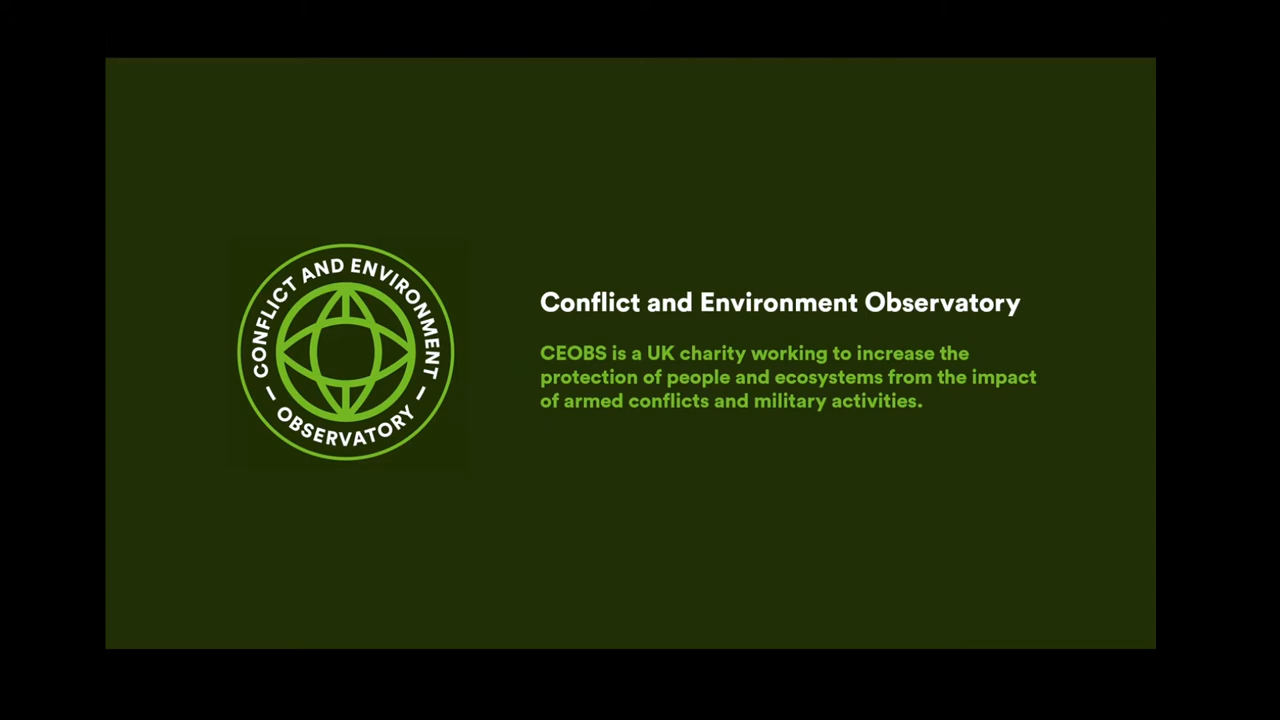 CONFLICT AND ENVIRONMENT
— OBSERVATORY —
Conflict and Environment Observatory
CEOBS is a UK charity working to increase the
protection of people and ecosystems from the impact
of armed conflicts and military activities.